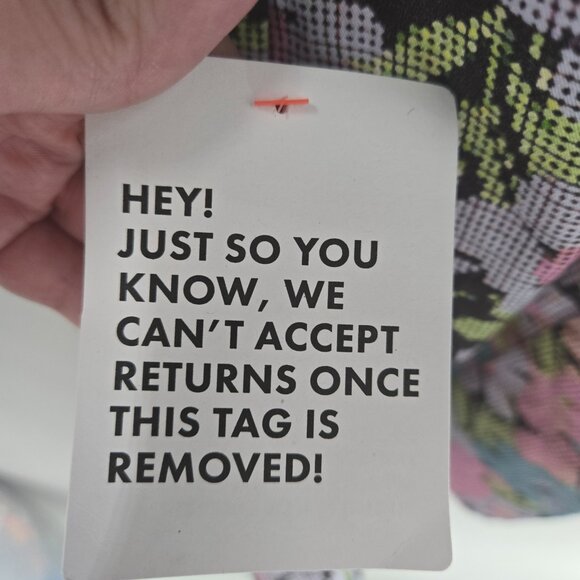 HEY!
JUST SO YOU
KNOW, WE
CAN'T ACCEPT
RETURNS ONCE
THIS TAG IS
REMOVED!